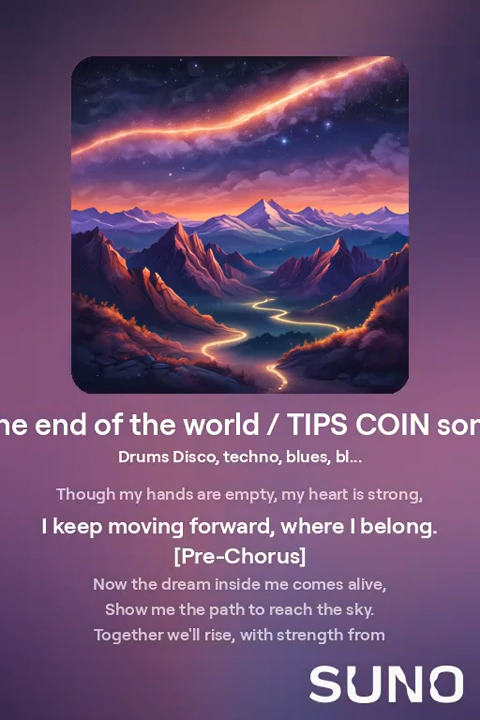 he end of the world / TIPS COIN son
Drums Disco, techno, blues, bl...
Though my hands are empty, my heart is strong,
I keep moving forward, where I belong.
[Pre-Chorus]
Now the dream inside me comes alive,
Show me the path to reach the sky.
Together we'll rise, with strength from
SUNO